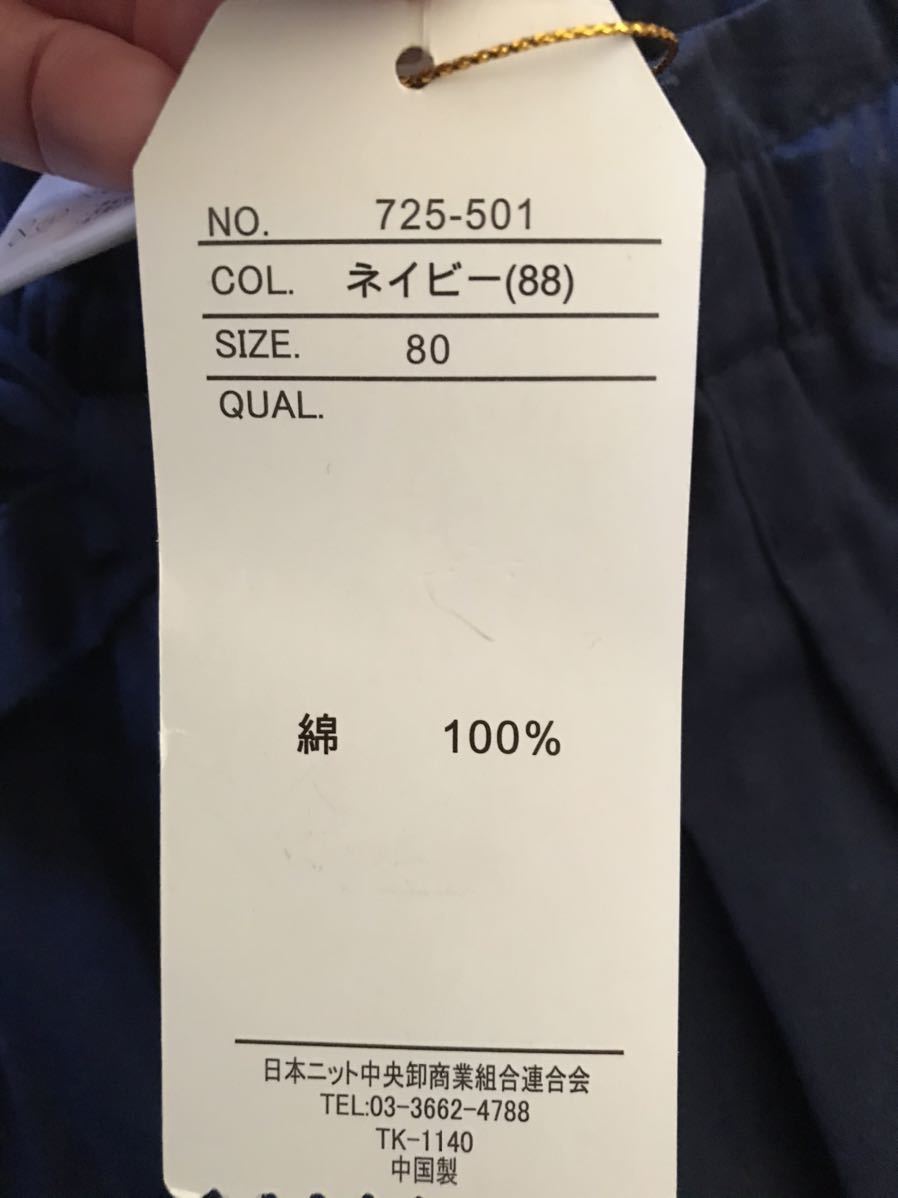 NO. 725-501
COL. ネイビー(88)
SIZE. 80
QUAL.
綿 100%
日本ニット中央卸商業組合連合会
TEL:03-3662-4788
TK-1140
中国製